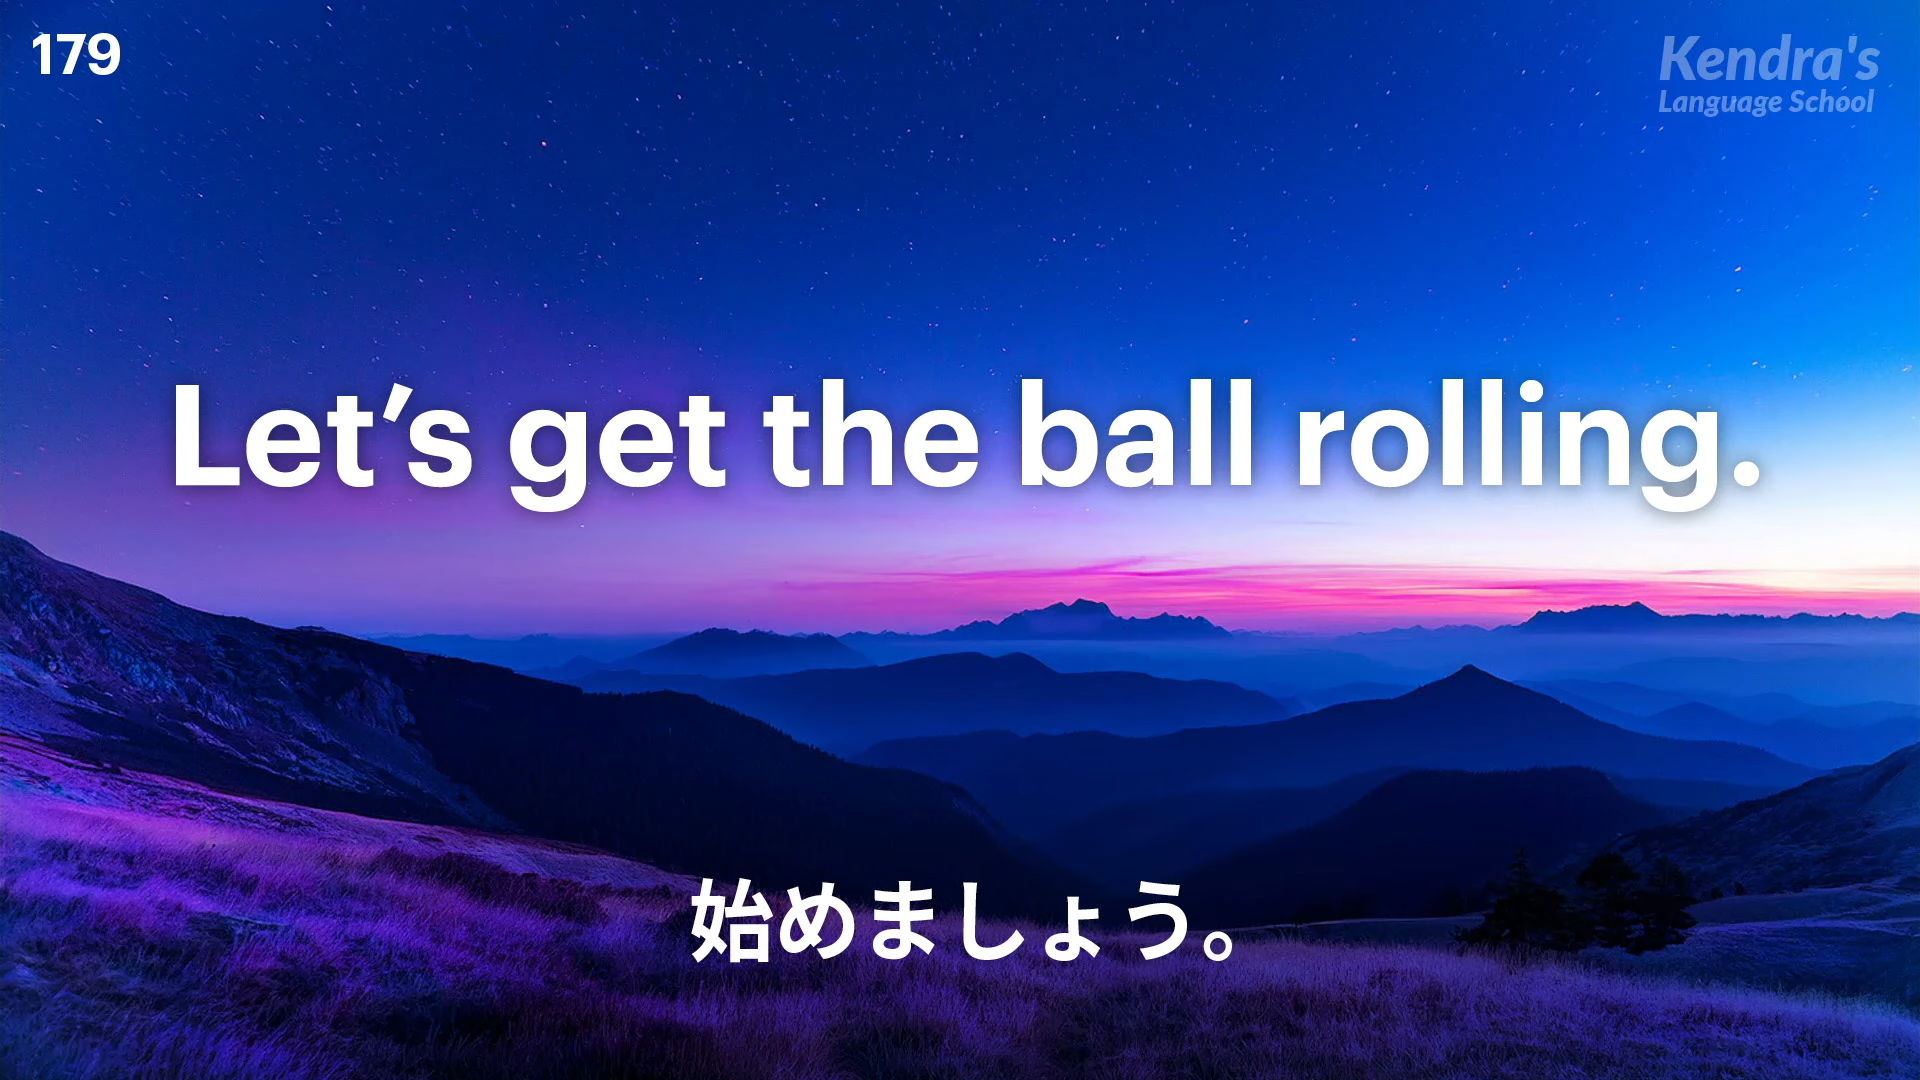 179
Kendra's
Language School
Let’s get the ball rolling.
始めましょう。